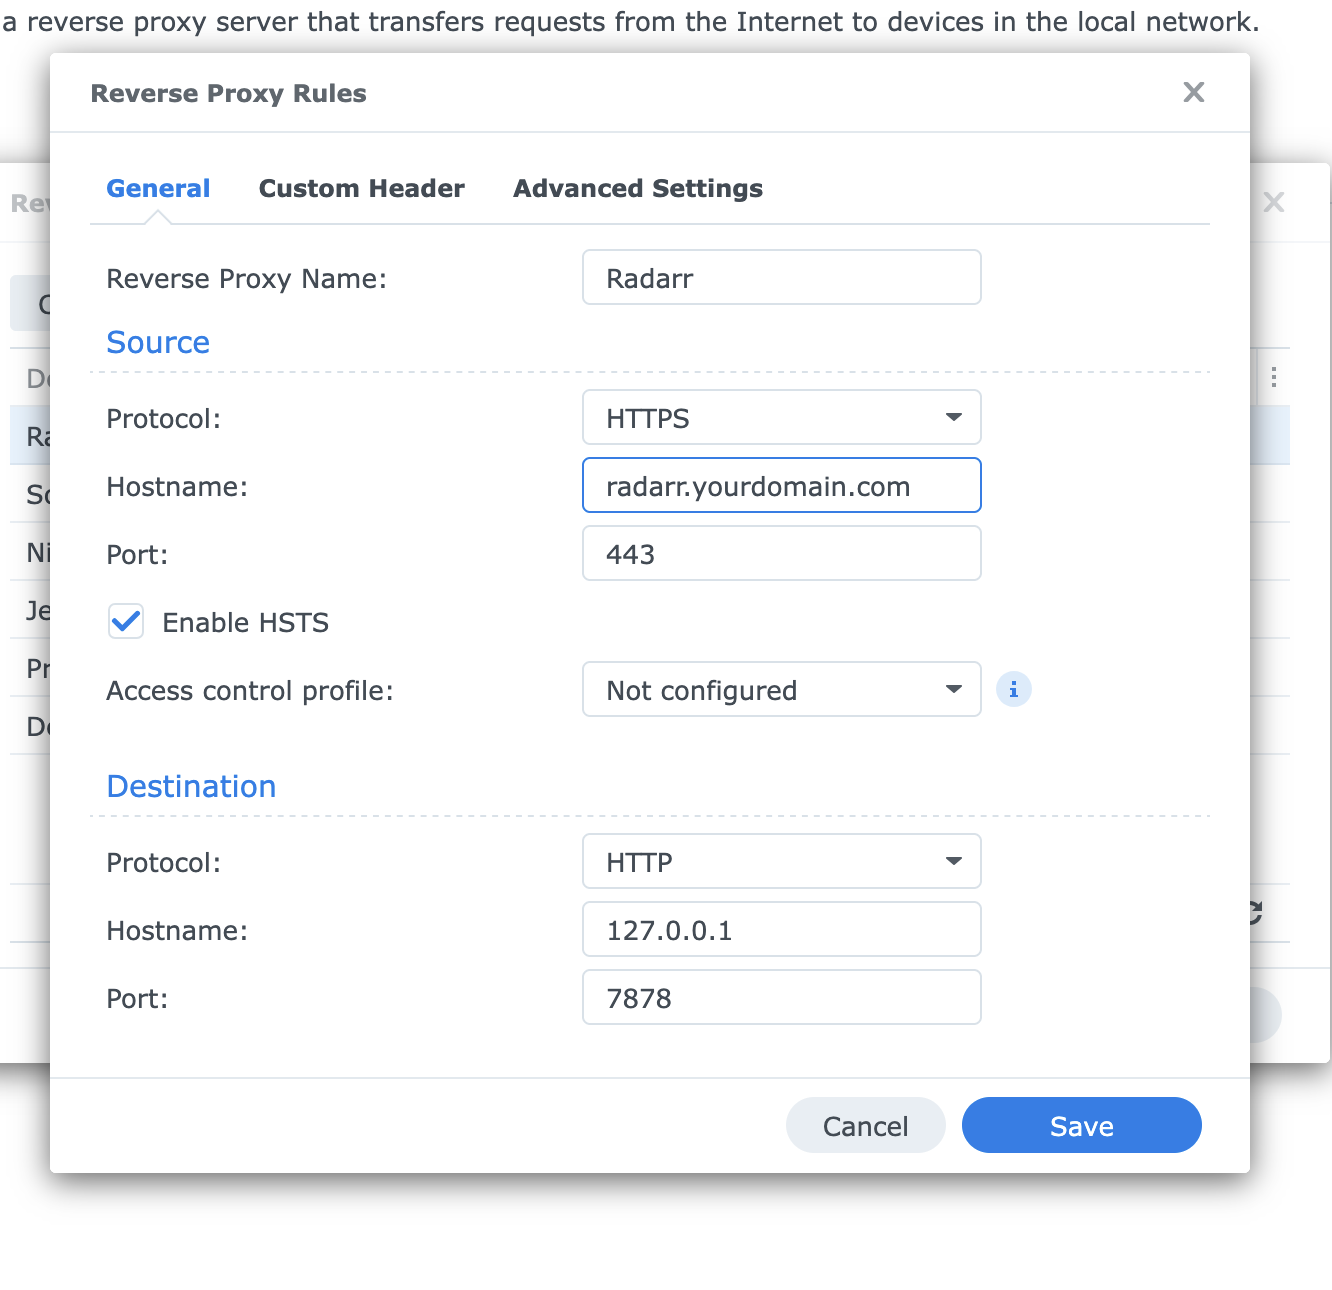 a reverse proxy server that transfers requests from the Internet to devices in the local network.
Reverse Proxy Rules
General Custom Header Advanced Settings
Reverse Proxy Name: Radarr
Source
Protocol: HTTPS
Hostname: radarr.yourdomain.com
Port: 443
Enable HSTS
Access control profile: Not configured
Destination
Protocol: HTTP
Hostname: 127.0.0.1
Port: 7878
Cancel Save